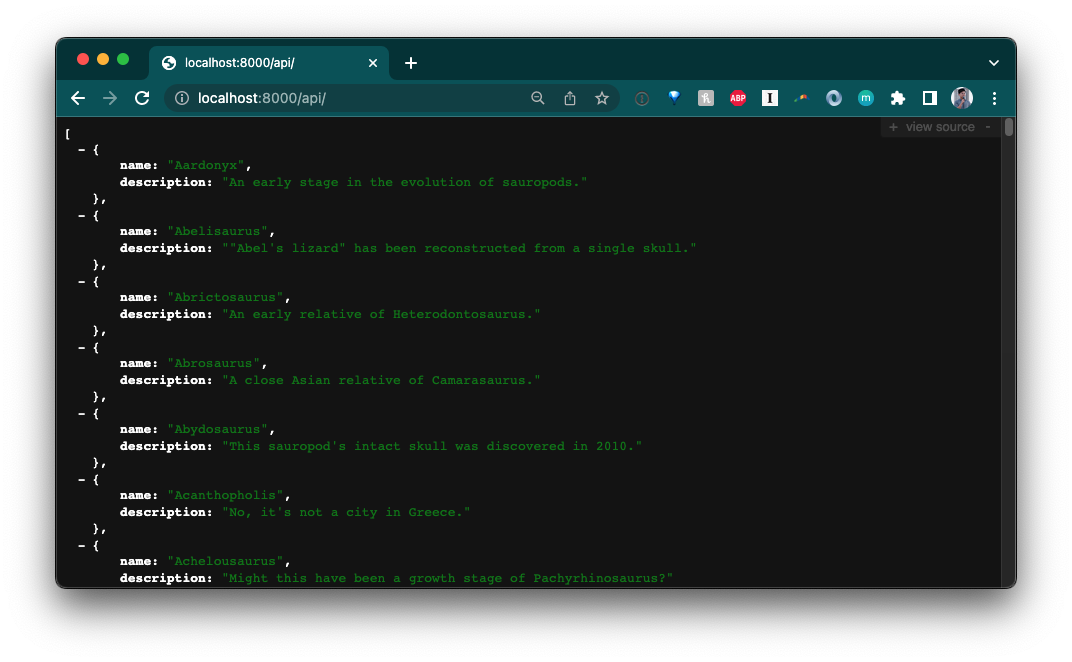 localhost:8000/api/
localhost:8000/api/
ABP
I
m
+ view source -
[
- {
name: "Aardonyx",
description: "An early stage in the evolution of sauropods."
},
- {
name: "Abelisaurus",
description: ""Abel's lizard" has been reconstructed from a single skull."
},
- {
name: "Abrictosaurus",
description: "An early relative of Heterodontosaurus."
},
- {
name: "Abrosaurus",
description: "A close Asian relative of Camarasaurus."
},
- {
name: "Abydosaurus",
description: "This sauropod's intact skull was discovered in 2010."
},
- {
name: "Acanthopholis",
description: "No, it's not a city in Greece."
},
- {
name: "Achelousaurus",
description: "Might this have been a growth stage of Pachyrhinosaurus?"